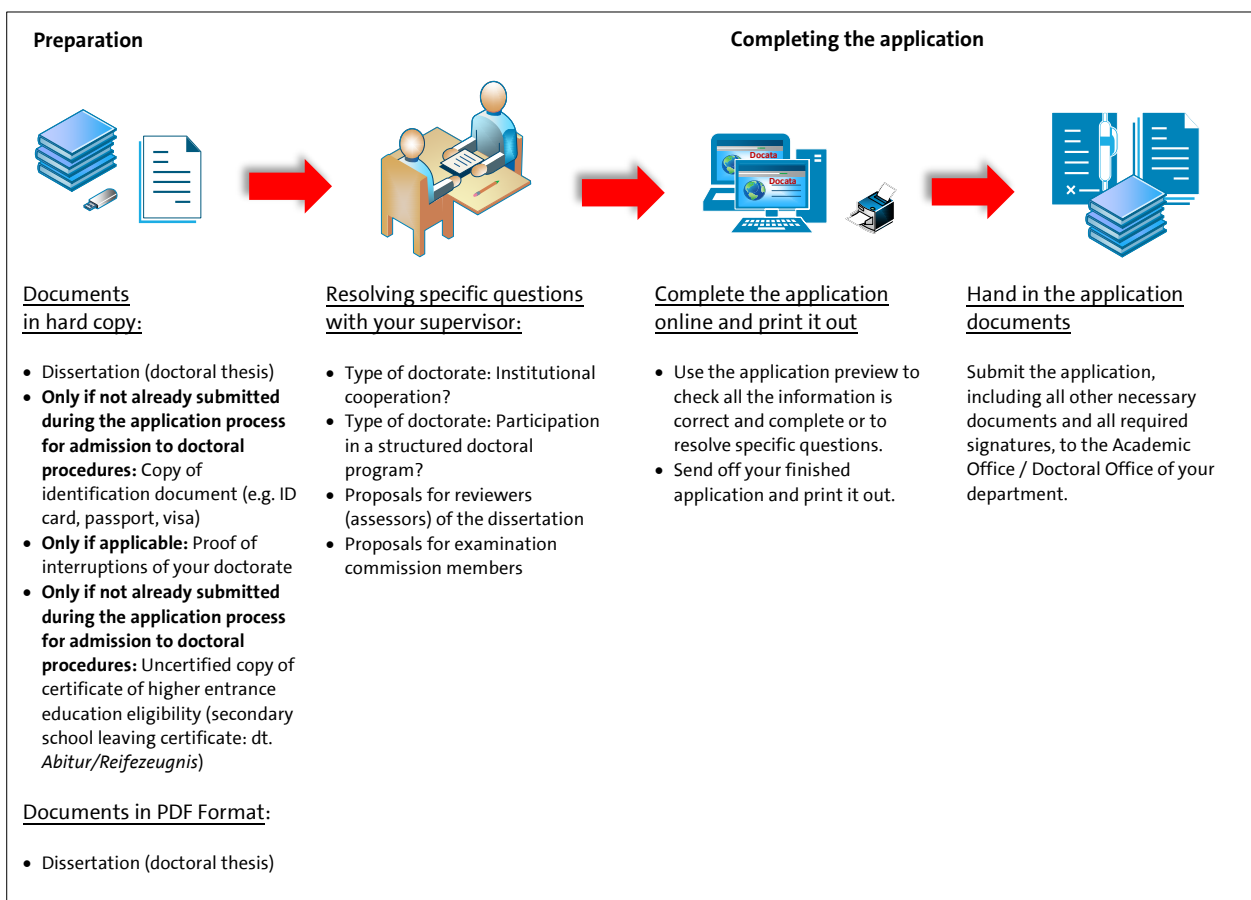 Preparation
Completing the application
Docata
Docata
Documents
in hard copy:
• Dissertation (doctoral thesis)
• Only if not already submitted
during the application process
for admission to doctoral
procedures: Copy of
identification document (e.g. ID
card, passport, visa)
• Only if applicable: Proof of
interruptions of your doctorate
• Only if not already submitted
during the application process
for admission to doctoral
procedures: Uncertified copy of
certificate of higher entrance
education eligibility (secondary
school leaving certificate: dt.
Abitur/Reifezeugnis)
Documents in PDF Format:
• Dissertation (doctoral thesis)
Resolving specific questions
with your supervisor:
• Type of doctorate: Institutional
cooperation?
• Type of doctorate: Participation
in a structured doctoral
program?
• Proposals for reviewers
(assessors) of the dissertation
• Proposals for examination
commission members
Complete the application
online and print it out
• Use the application preview to
check all the information is
correct and complete or to
resolve specific questions.
• Send off your finished
application and print it out.
Hand in the application
documents
Submit the application,
including all other necessary
documents and all required
signatures, to the Academic
Office / Doctoral Office of your
department.